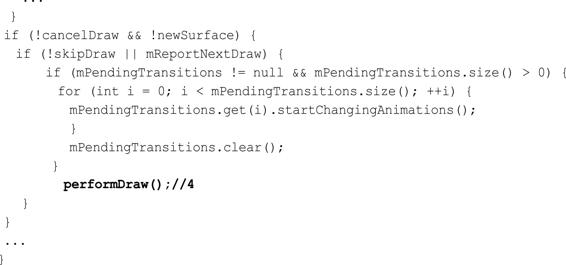 ...
}
if (!cancelDraw && !newSurface) {
if (!skipDraw || mReportNextDraw) {
if (mPendingTransitions != null && mPendingTransitions.size() > 0) {
for (int i = 0; i < mPendingTransitions.size(); ++i) {
mPendingTransitions.get(i).startChangingAnimations();
}
mPendingTransitions.clear();
}
performDraw();//4
}
}
...
}